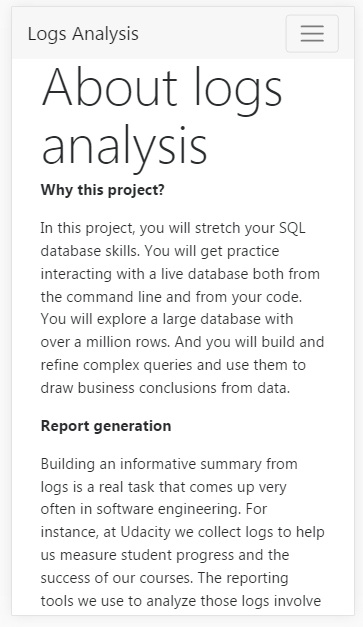 Logs Analysis
About logs
analysis
Why this project?
In this project, you will stretch your SQL
database skills. You will get practice
interacting with a live database both from
the command line and from your code.
You will explore a large database with
over a million rows. And you will build and
refine complex queries and use them to
draw business conclusions from data.
Report generation
Building an informative summary from
logs is a real task that comes up very
often in software engineering. For
instance, at Udacity we collect logs to help
us measure student progress and the
success of our courses. The reporting
tools we use to analyze those logs involve